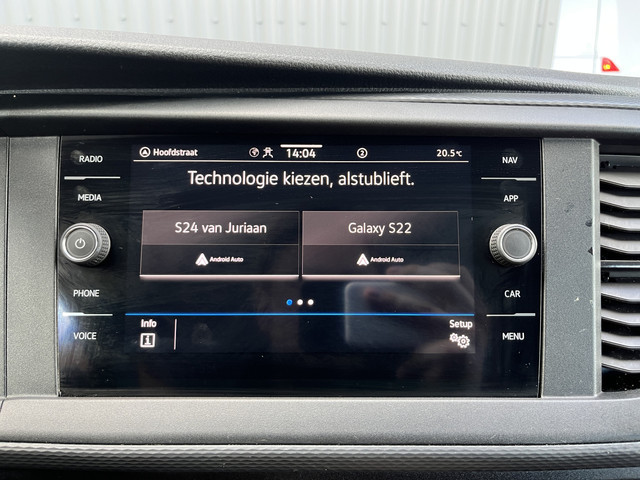 RADIO
MEDIA
PHONE
VOICE
Hoofdstraat
14:04
2
20.5°C
Technologie kiezen, alstublieft.
S24 van Juriaan
Android Auto
Galaxy S22
Android Auto
Info
Setup
NAV
APP
CAR
MENU